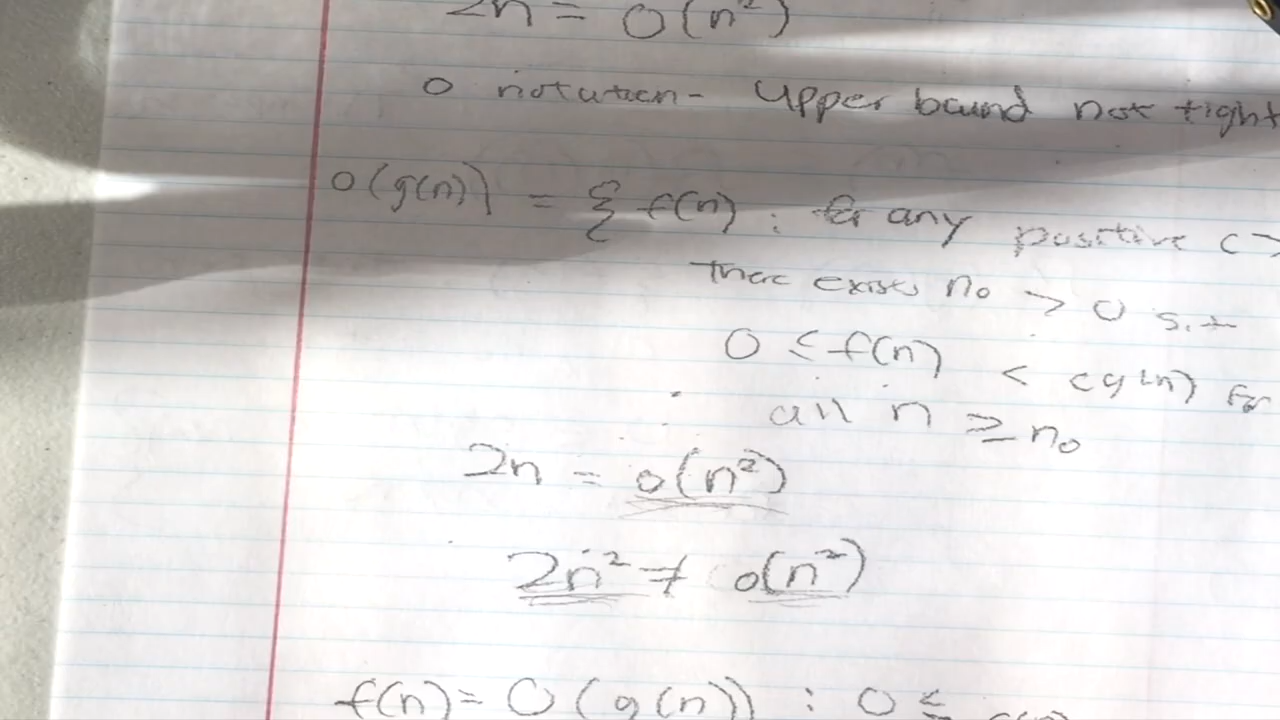 2n = O(n²)
o notation - Upper bound not tight
o(g(n)) = { f(n) : for any positive c >
there exists n₀ > 0 s.t
0 ≤ f(n) < cg(n) for
all n ≥ n₀
2n = o(n²)
2n² ≠ o(n²)
f(n) = O(g(n)) : 0 ≤